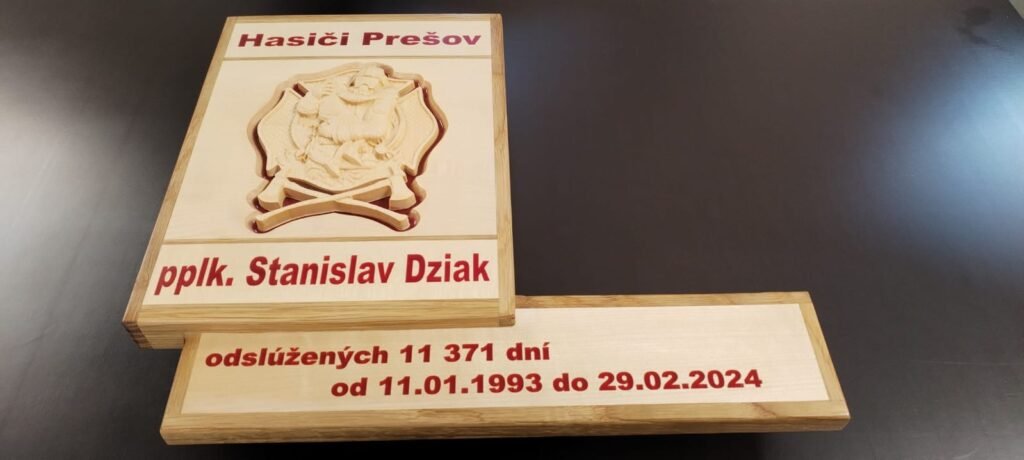 Hasiči Prešov
pplk. Stanislav Dziak
odslúžených 11 371 dní
od 11.01.1993 do 29.02.2024